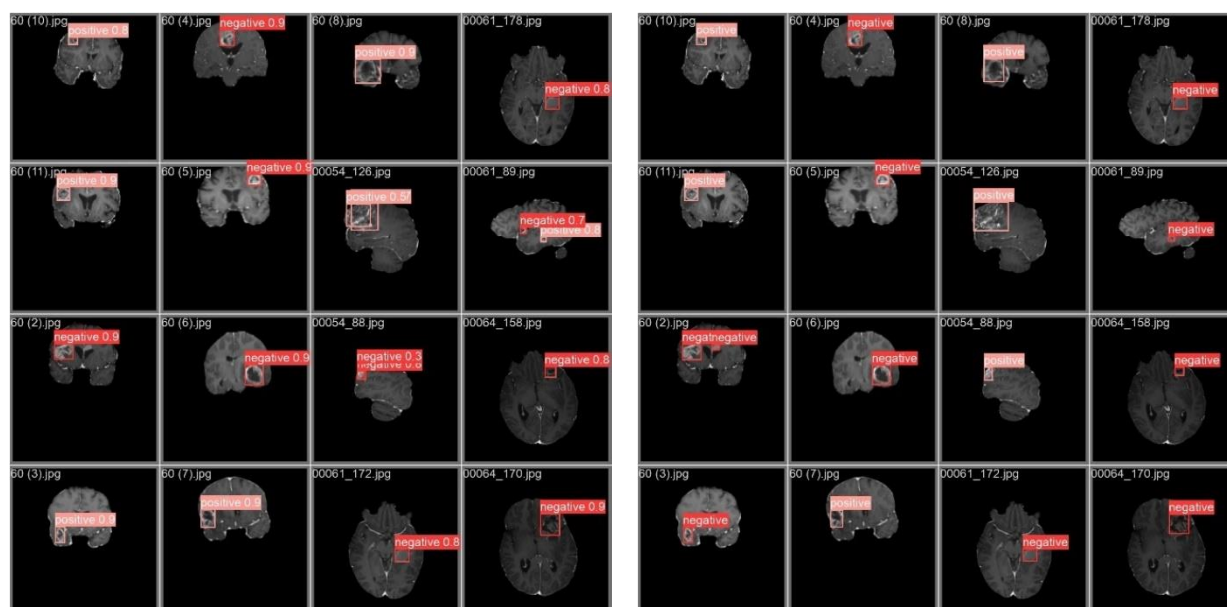 60 (10).jpg
positive 0.8
60 (4).jpg
negative 0.9
60 (8).jpg
positive 0.9
00061_178.jpg
negative 0.8
60 (11).jpg
positive 0.9
60 (5).jpg
negative 0.9
00054_126.jpg
positive 0.5
00061_89.jpg
negative 0.7
positive 0.8
60 (2).jpg
negative 0.9
60 (6).jpg
negative 0.9
00054_88.jpg
negative 0.3
negative 0.8
00064_158.jpg
negative 0.8
60 (3).jpg
positive 0.9
60 (7).jpg
positive 0.9
00061_172.jpg
negative 0.8
00064_170.jpg
negative 0.9
60 (10).jpg
positive
60 (4).jpg
negative
60 (8).jpg
positive
00061_178.jpg
negative
60 (11).jpg
positive
60 (5).jpg
negative
00054_126.jpg
positive
00061_89.jpg
negative
60 (2).jpg
negative
60 (6).jpg
negative
00054_88.jpg
positive
00064_158.jpg
negative
60 (3).jpg
negative
60 (7).jpg
positive
00061_172.jpg
negative
00064_170.jpg
negative